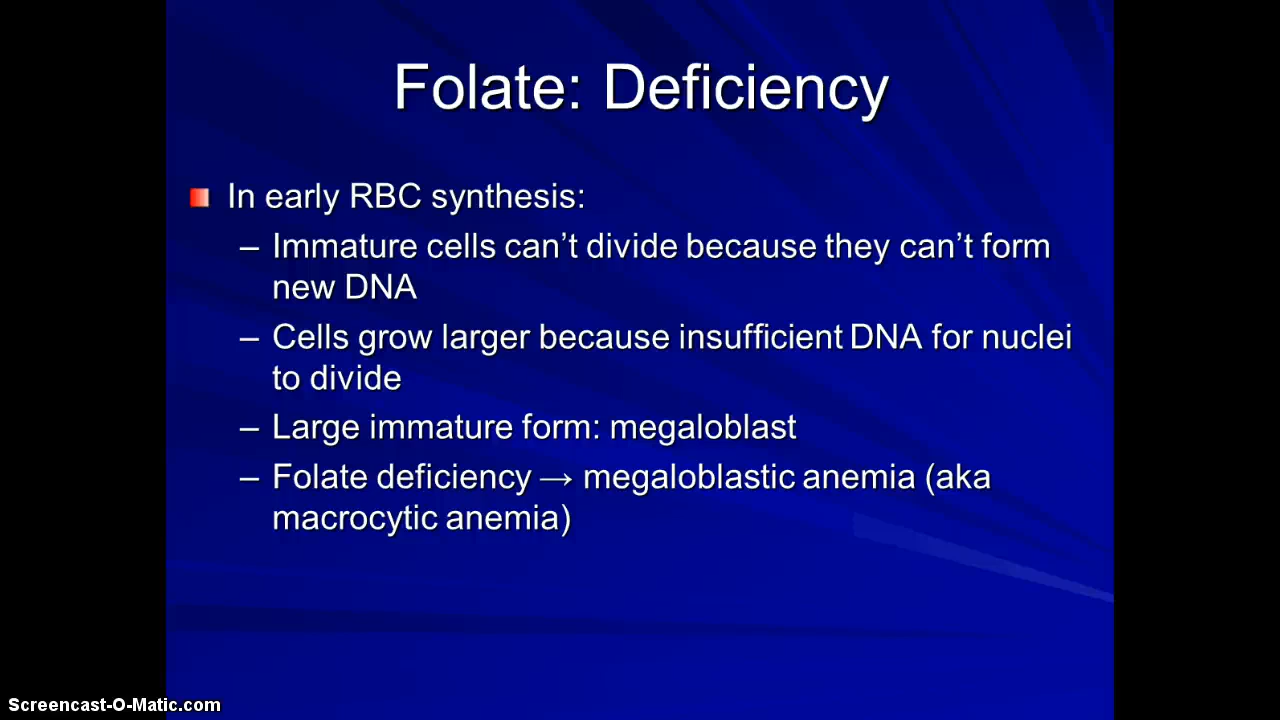 Folate: Deficiency
In early RBC synthesis:
– Immature cells can’t divide because they can’t form
new DNA
– Cells grow larger because insufficient DNA for nuclei
to divide
– Large immature form: megaloblast
– Folate deficiency → megaloblastic anemia (aka
macrocytic anemia)
Screencast-O-Matic.com